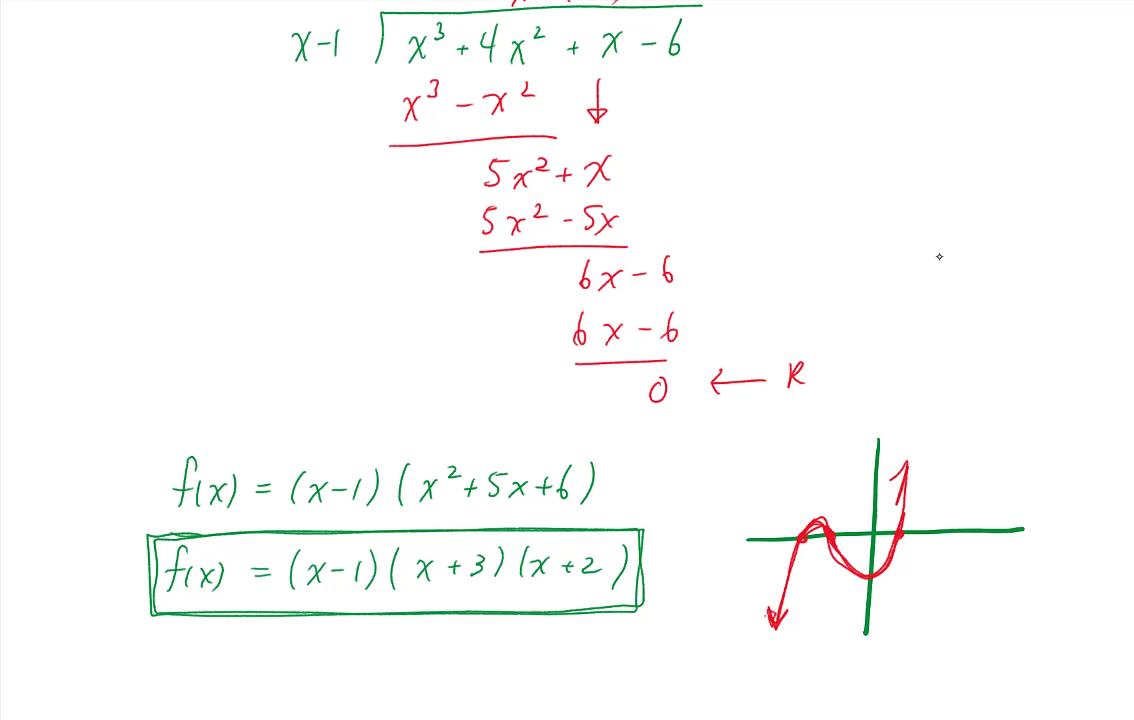 x-1 ) x³ + 4x² + x - 6
x³ - x² ↓
5x² + x
5x² - 5x
6x - 6
6x - 6
0 ← R
f(x) = (x-1) (x²+5x+6)
f(x) = (x-1)(x+3)(x+2)